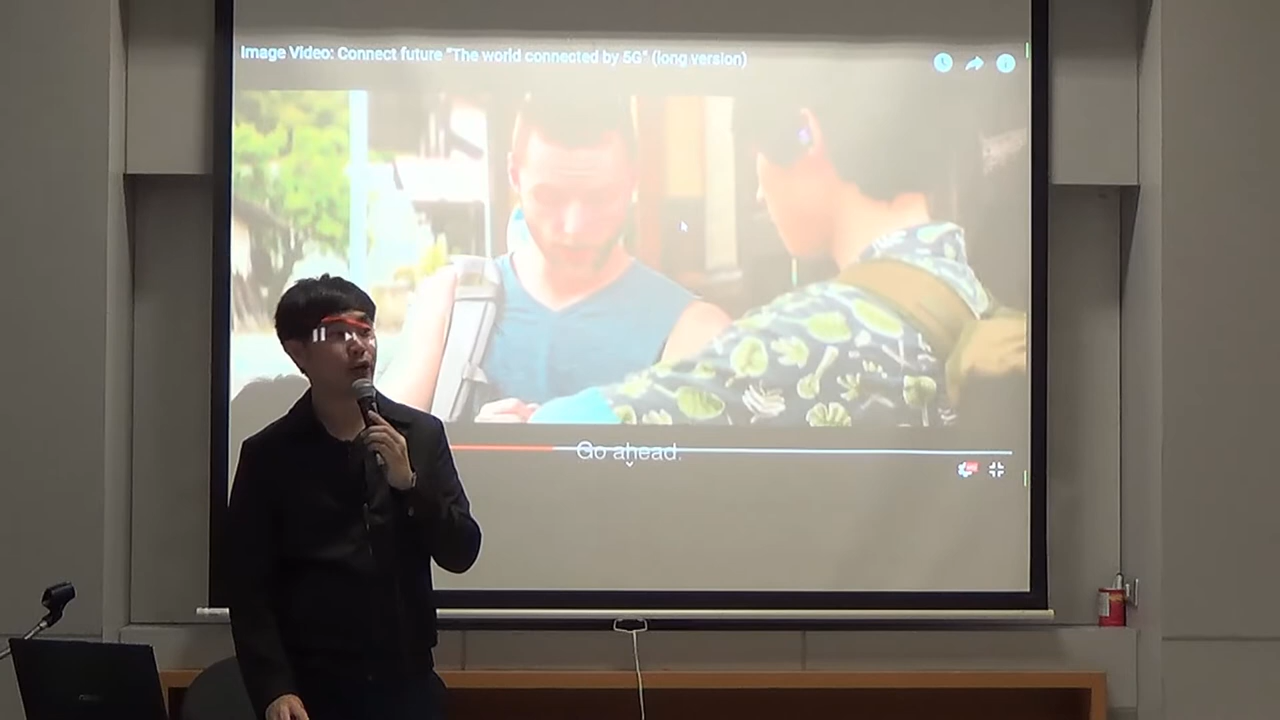 Image Video: Connect future "The world connected by 5G" (long version)
Go ahead.